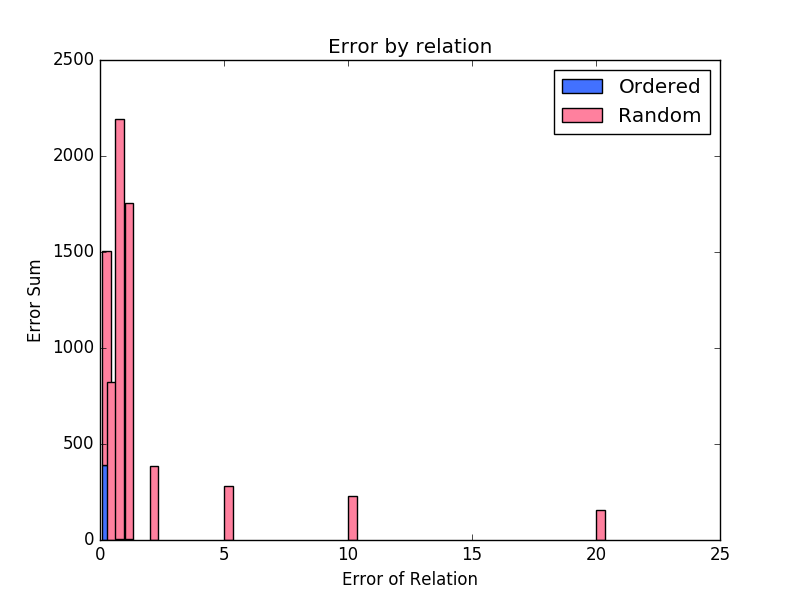 Error by relation
Ordered
Random
Error Sum
2500
2000
1500
1000
500
0
0 5 10 15 20 25
Error of Relation